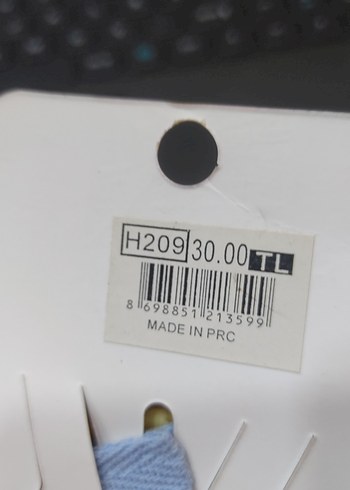 H209 30.00 TL
8 698851 213599
MADE IN PRC